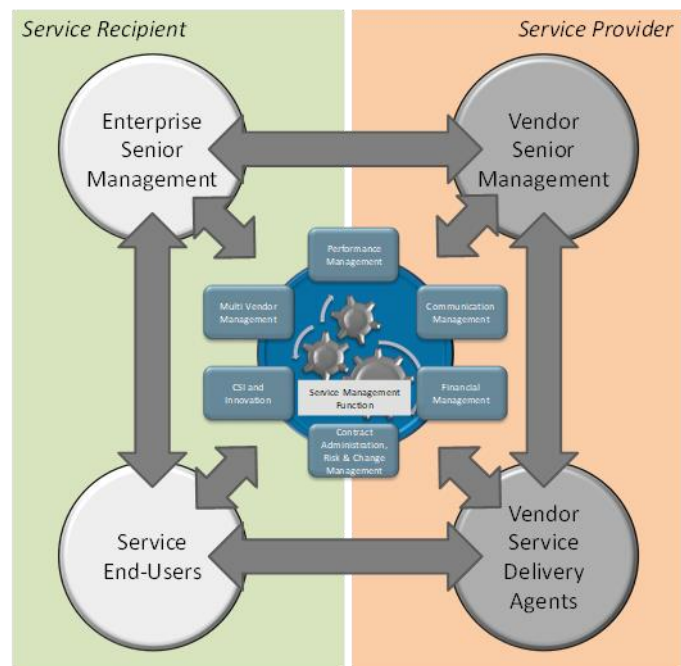 Service Recipient
Service Provider
Enterprise
Senior
Management
Vendor
Senior
Management
Performance
Management
Multi Vendor
Management
Communication
Management
CSI and
Innovation
Service Management
Function
Financial
Management
Contract
Administration,
Risk & Change
Management
Service
End-Users
Vendor
Service
Delivery
Agents